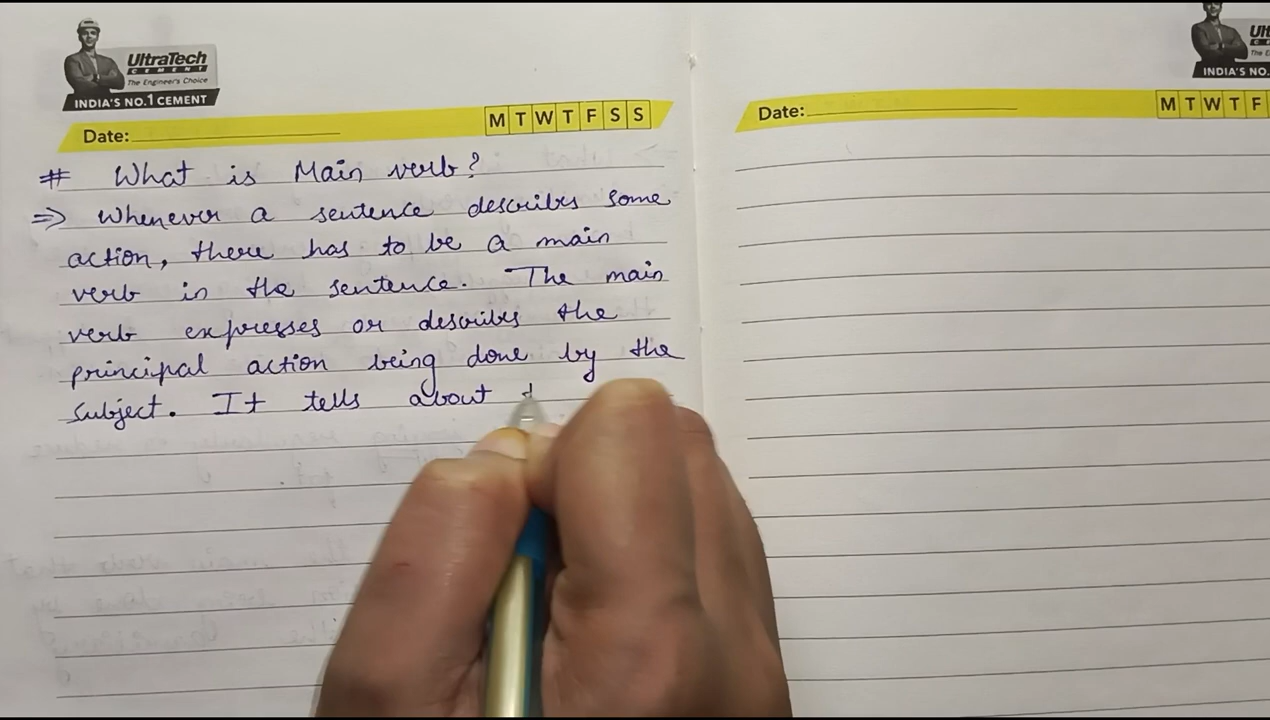 UltraTech
CEMENT
The Engineer's Choice
INDIA'S NO.1 CEMENT
Date:
M T W T F S S
# What is Main verb?
⇒ Whenever a sentence describes some
action, there has to be a main
verb in the sentence. The main
verb expresses or describes the
principal action being done by the
subject. It tells about
Date:
M T W T F
INDIA'S NO.